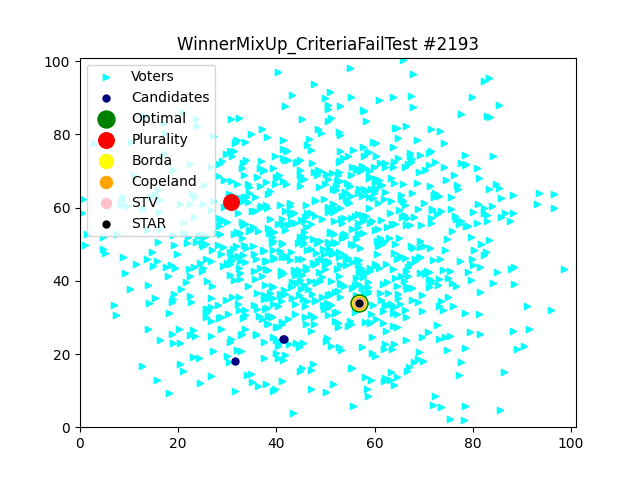 WinnerMixUp_CriteriaFailTest #2193
Voters
Candidates
Optimal
Plurality
Borda
Copeland
STV
STAR
100
80
60
40
20
0
0 20 40 60 80 100